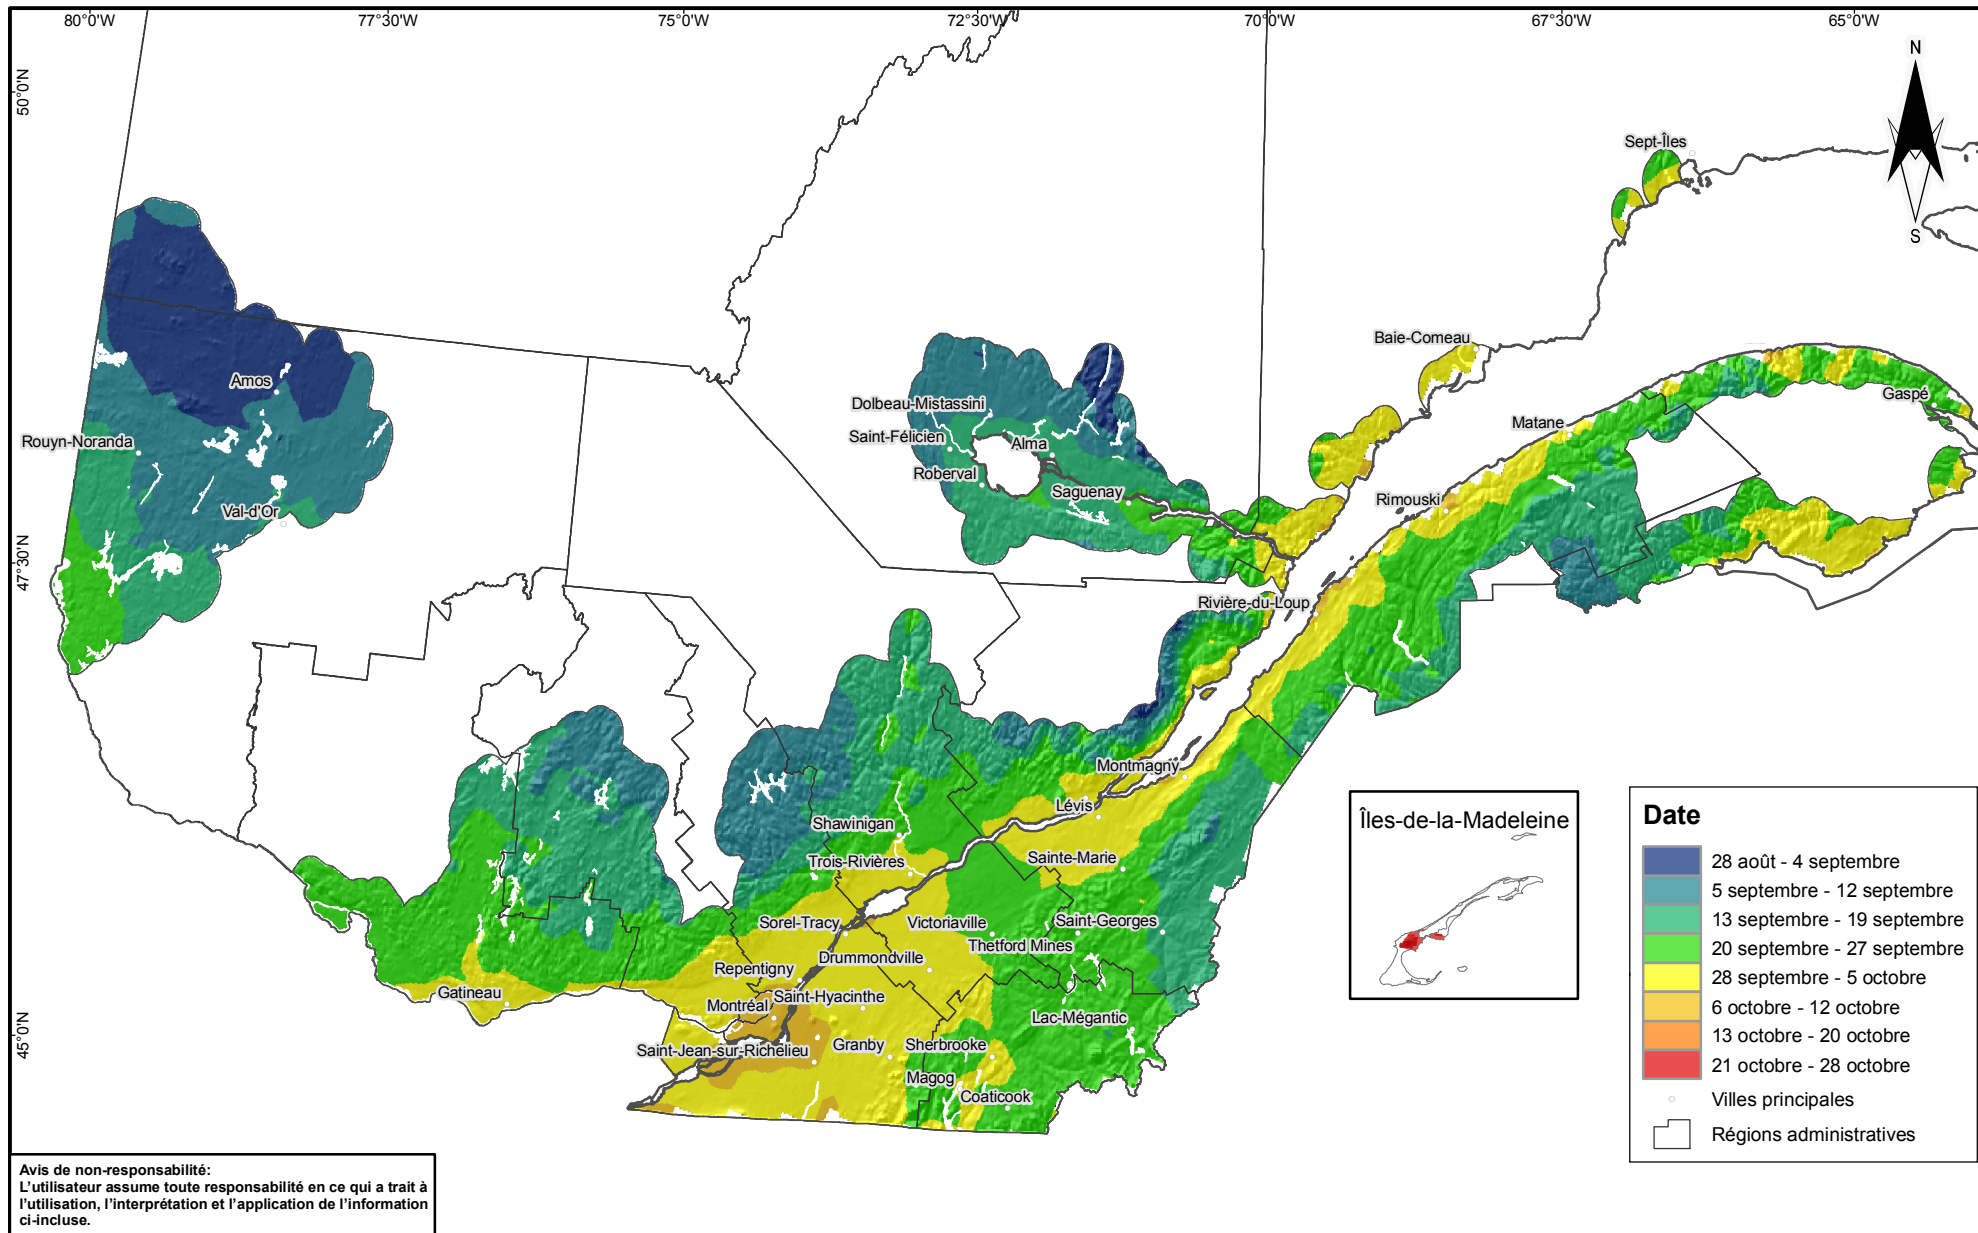 80°0'W
77°30'W
75°0'W
72°30'W
70°0'W
67°30'W
65°0'W
50°0'N
47°30'N
45°0'N
N
S
Sept-Îles
Baie-Comeau
Amos
Dolbeau-Mistassini
Gaspé
Matane
Rouyn-Noranda
Saint-Félicien
Alma
Roberval
Saguenay
Rimouski
Val-d'Or
Rivière-du-Loup
Montmagny
Lévis
Shawinigan
Trois-Rivières
Sainte-Marie
Sorel-Tracy
Victoriaville
Saint-Georges
Thetford Mines
Drummondville
Repentigny
Gatineau
Montréal
Saint-Hyacinthe
Lac-Mégantic
Saint-Jean-sur-Richelieu
Granby
Sherbrooke
Magog
Coaticook
Îles-de-la-Madeleine
Date
28 août - 4 septembre
5 septembre - 12 septembre
13 septembre - 19 septembre
20 septembre - 27 septembre
28 septembre - 5 octobre
6 octobre - 12 octobre
13 octobre - 20 octobre
21 octobre - 28 octobre
Villes principales
Régions administratives
Avis de non-responsabilité:
L'utilisateur assume toute responsabilité en ce qui a trait à
l'utilisation, l'interprétation et l'application de l'information
ci-incluse.